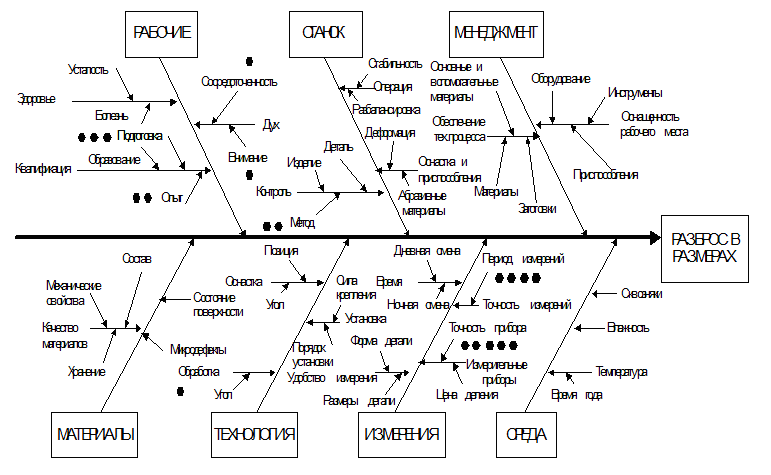 РАБОЧИЕ
СТАНОК
МЕНЕДЖМЕНТ
Усталость
Здоровье
Болезнь
Сосредоточенность
Дух
Внимание
Подготовка
Образование
Квалификация
Опыт
Стабильность
Операция
Разбалансировка
Деформация
Деталь
Изделие
Контроль
Метод
Оснастка и
приспособления
Абразивные
материалы
Основные и
вспомогательные
материалы
Обеспечение
техпроцесса
Материалы
Заготовки
Оборудование
Инструменты
Оснащенность
рабочего места
Приспособления
РАЗБРОС В
РАЗМЕРАХ
Состав
Механические
свойства
Состояние
поверхности
Качество
материалов
Микродефекты
Хранение
Позиция
Оснастка
Угол
Сила
крепления
Установка
Порядок
установки
Обработка
Угол
Дневная смена
Время
Ночная смена
Период измерений
Точность измерений
Точность прибора
Форма детали
Удобство измерения
Размеры детали
Измерительные
приборы
Цена деления
Сквозняки
Влажность
Температура
Время года
МАТЕРИАЛЫ
ТЕХНОЛОГИЯ
ИЗМЕРЕНИЯ
СРЕДА